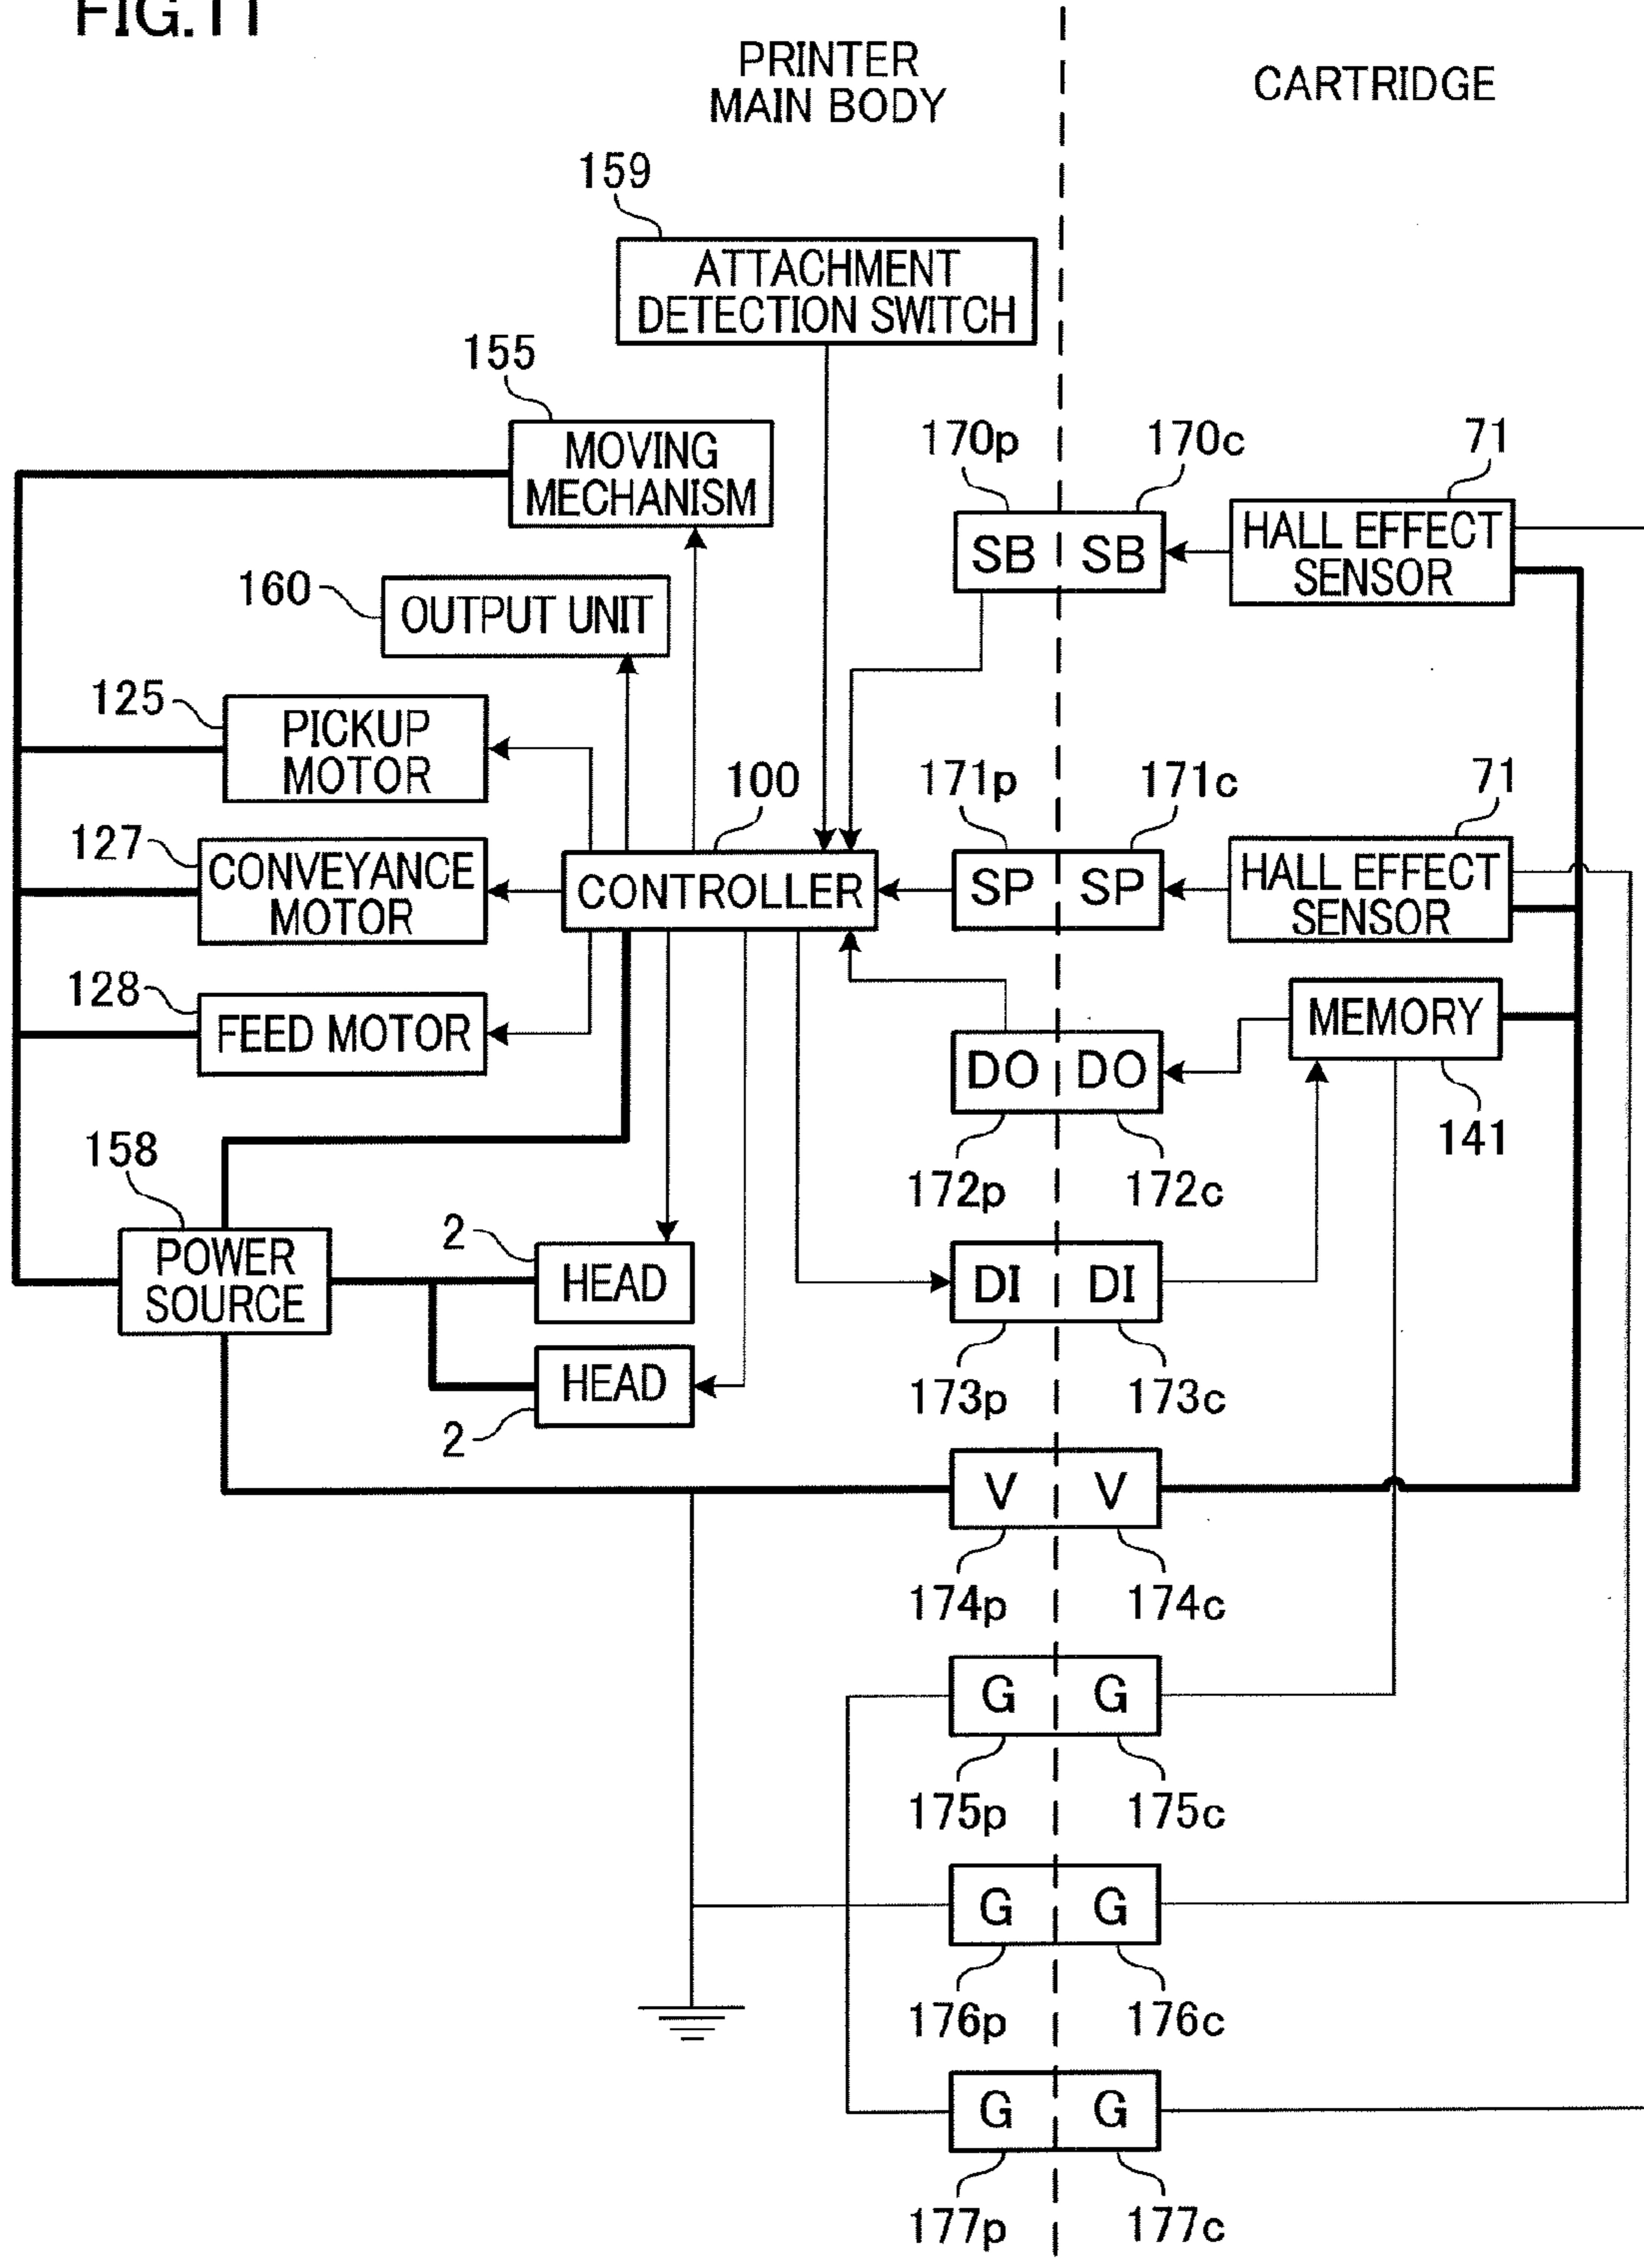 FIG.11
PRINTER
MAIN BODY
CARTRIDGE
159
ATTACHMENT
DETECTION SWITCH
155
MOVING
MECHANISM
170p
170c
71
SB
SB
HALL EFFECT
SENSOR
160
OUTPUT UNIT
125
PICKUP
MOTOR
100
171p
171c
71
127
CONVEYANCE
MOTOR
CONTROLLER
SP
SP
HALL EFFECT
SENSOR
128
FEED MOTOR
MEMORY
DO
DO
141
158
172p
172c
POWER
SOURCE
2
HEAD
DI
DI
HEAD
2
173p
173c
V
V
174p
174c
G
G
175p
175c
G
G
176p
176c
G
G
177p
177c